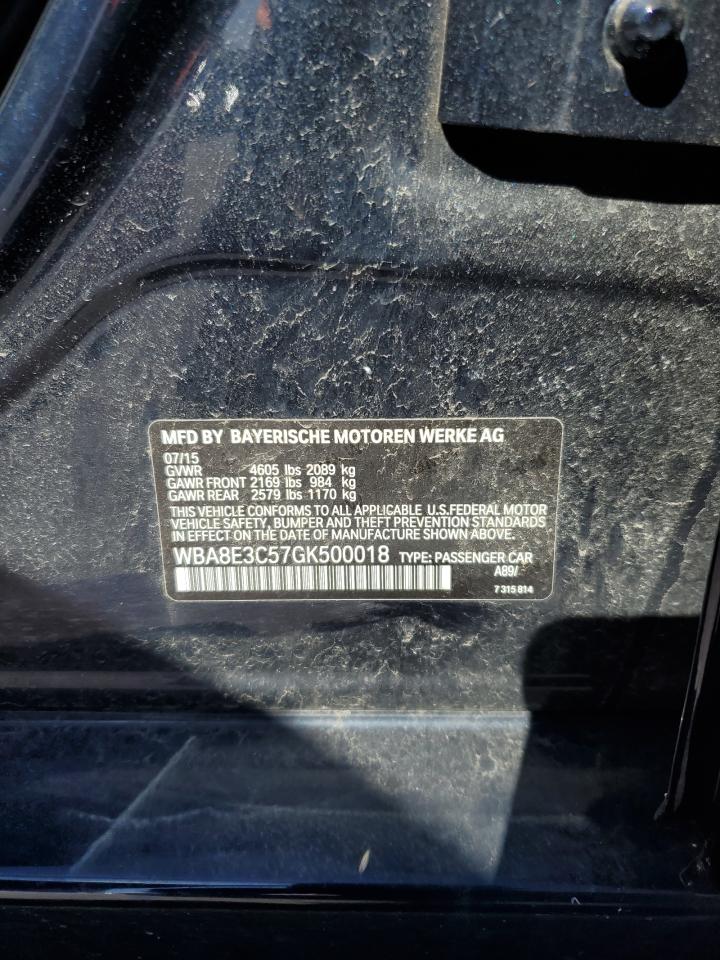 MFD BY BAYERISCHE MOTOREN WERKE AG
07/15
GVWR 4605 lbs 2089 kg
GAWR FRONT 2169 lbs 984 kg
GAWR REAR 2579 lbs 1170 kg
THIS VEHICLE CONFORMS TO ALL APPLICABLE U.S.FEDERAL MOTOR
VEHICLE SAFETY, BUMPER AND THEFT PREVENTION STANDARDS
IN EFFECT ON THE DATE OF MANUFACTURE SHOWN ABOVE.
WBA8E3C57GK500018 TYPE: PASSENGER CAR
A89/
7 315 814